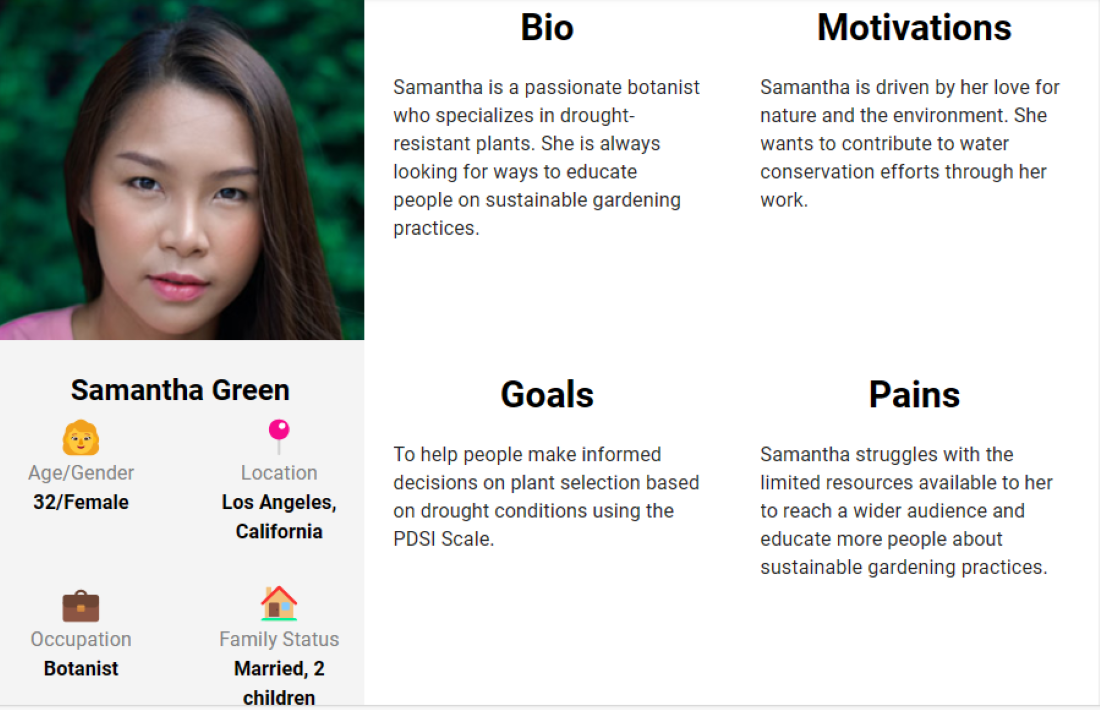 Bio
Samantha is a passionate botanist
who specializes in drought-
resistant plants. She is always
looking for ways to educate
people on sustainable gardening
practices.
Motivations
Samantha is driven by her love for
nature and the environment. She
wants to contribute to water
conservation efforts through her
work.
Samantha Green
Age/Gender
32/Female
Location
Los Angeles,
California
Occupation
Botanist
Family Status
Married, 2
children
Goals
To help people make informed
decisions on plant selection based
on drought conditions using the
PDSI Scale.
Pains
Samantha struggles with the
limited resources available to her
to reach a wider audience and
educate more people about
sustainable gardening practices.